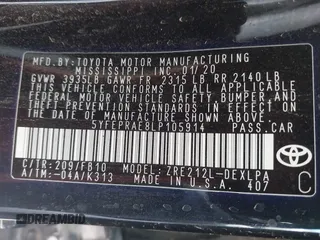 MFD. BY: TOYOTA MOTOR MANUFACTURING
MISSISSIPPI, INC. 01/20
GVWR 3935LB GAWR FR 2315LB RR 2140LB
THIS VEHICLE CONFORMS TO ALL APPLICABLE
FEDERAL MOTOR VEHICLE SAFETY,
BUMPER, AND THEFT PREVENTION STANDARDS
IN EFFECT ON THE DATE OF
MANUFACTURE SHOWN ABOVE.
5YFEPRAE8LP105914 PASS. CAR
C/TR: 209/FB10 ZRE212L-DEXLPA
A/TM: -04A/K313 MADE IN U.S.A. 407
TOYOTA
C
DREAMBID